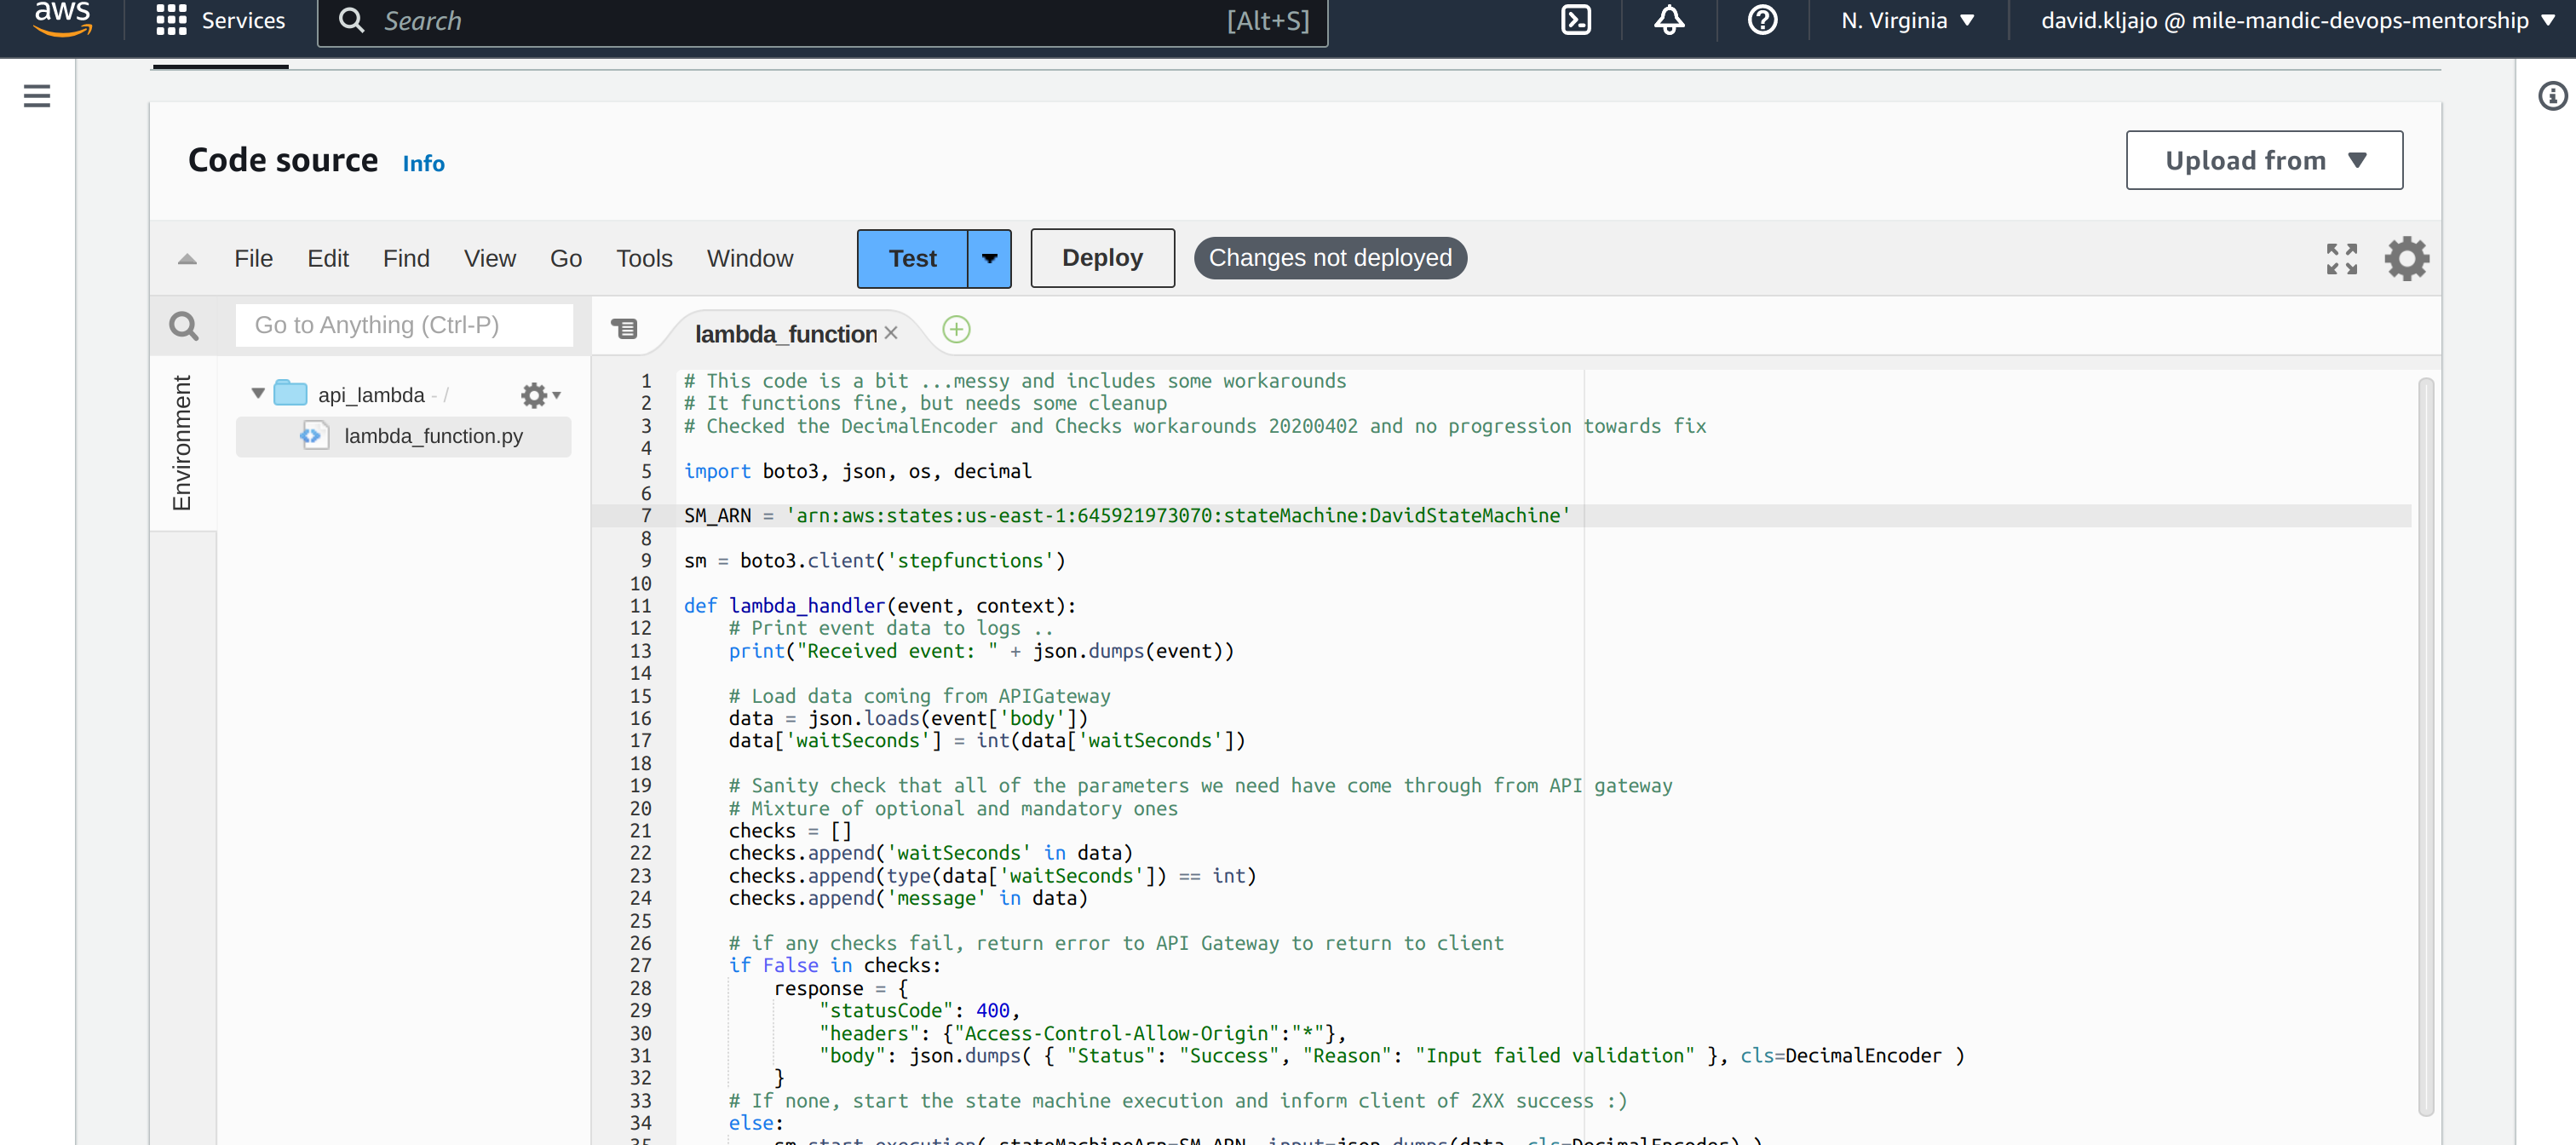 aws Services Search [Alt+S] N. Virginia david.kljajo @ mile-mandic-devops-mentorship
Code source Info Upload from
File Edit Find View Go Tools Window Test Deploy Changes not deployed
Go to Anything (Ctrl-P) lambda_function
Environment
api_lambda - /
lambda_function.py
1 # This code is a bit ...messy and includes some workarounds
2 # It functions fine, but needs some cleanup
3 # Checked the DecimalEncoder and Checks workarounds 20200402 and no progression towards fix
4
5 import boto3, json, os, decimal
6
7 SM_ARN = 'arn:aws:states:us-east-1:645921973070:stateMachine:DavidStateMachine'
8
9 sm = boto3.client('stepfunctions')
10
11 def lambda_handler(event, context):
12     # Print event data to logs ..
13     print("Received event: " + json.dumps(event))
14
15     # Load data coming from APIGateway
16     data = json.loads(event['body'])
17     data['waitSeconds'] = int(data['waitSeconds'])
18
19     # Sanity check that all of the parameters we need have come through from API gateway
20     # Mixture of optional and mandatory ones
21     checks = []
22     checks.append('waitSeconds' in data)
23     checks.append(type(data['waitSeconds']) == int)
24     checks.append('message' in data)
25
26     # if any checks fail, return error to API Gateway to return to client
27     if False in checks:
28         response = {
29             "statusCode": 400,
30             "headers": {"Access-Control-Allow-Origin":"*"},
31             "body": json.dumps( { "Status": "Success", "Reason": "Input failed validation" }, cls=DecimalEncoder )
32         }
33     # If none, start the state machine execution and inform client of 2XX success :)
34     else:
35         sm.start_execution( stateMachineArn=SM_ARN, input=json.dumps(data, cls=DecimalEncoder) )